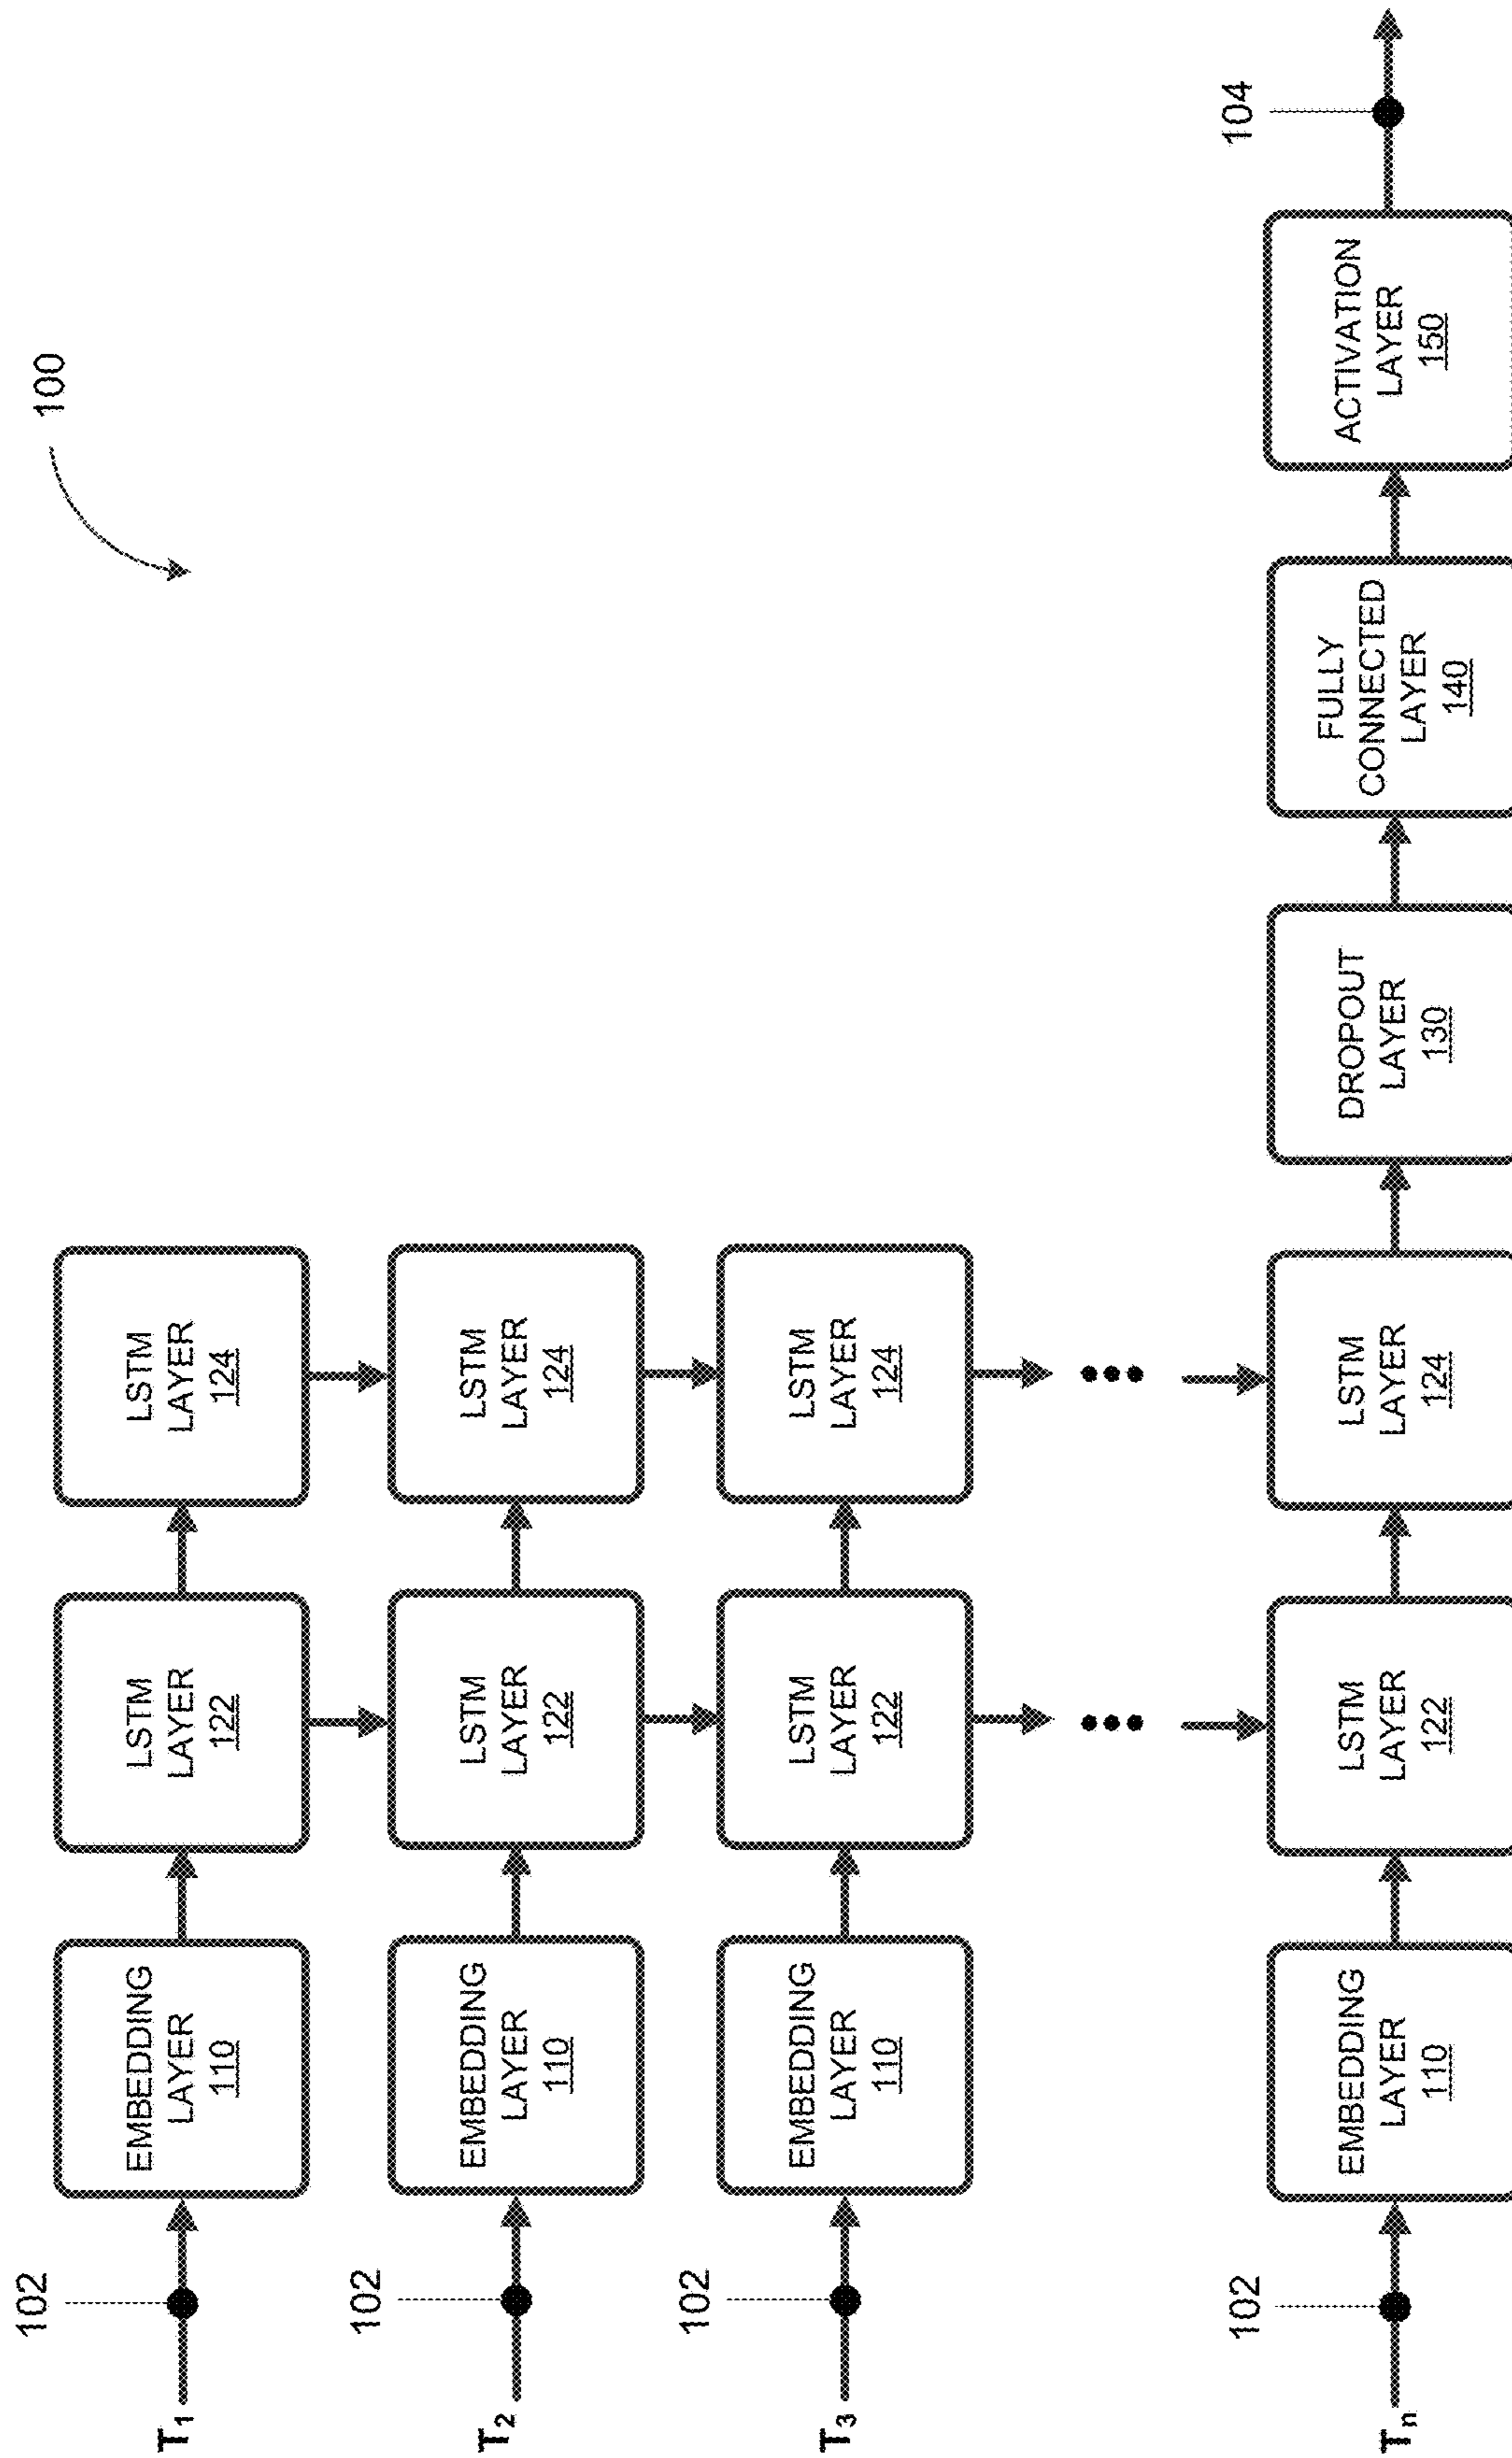 100
102
T1
EMBEDDING
LAYER
110
LSTM
LAYER
122
LSTM
LAYER
124
102
T2
EMBEDDING
LAYER
110
LSTM
LAYER
122
LSTM
LAYER
124
102
T3
EMBEDDING
LAYER
110
LSTM
LAYER
122
LSTM
LAYER
124
102
Tn
EMBEDDING
LAYER
110
LSTM
LAYER
122
LSTM
LAYER
124
DROPOUT
LAYER
130
FULLY
CONNECTED
LAYER
140
ACTIVATION
LAYER
150
104